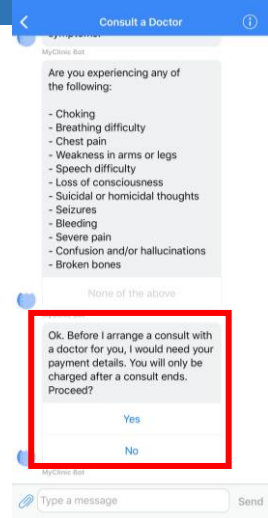 Consult a Doctor
symptoms.
MyClinic Bot
Are you experiencing any of
the following:
- Choking
- Breathing difficulty
- Chest pain
- Weakness in arms or legs
- Speech difficulty
- Loss of consciousness
- Suicidal or homicidal thoughts
- Seizures
- Bleeding
- Severe pain
- Confusion and/or hallucinations
- Broken bones
None of the above
Ok. Before I arrange a consult with
a doctor for you, I would need your
payment details. You will only be
charged after a consult ends.
Proceed?
Yes
No
MyClinic Bot
Type a message
Send